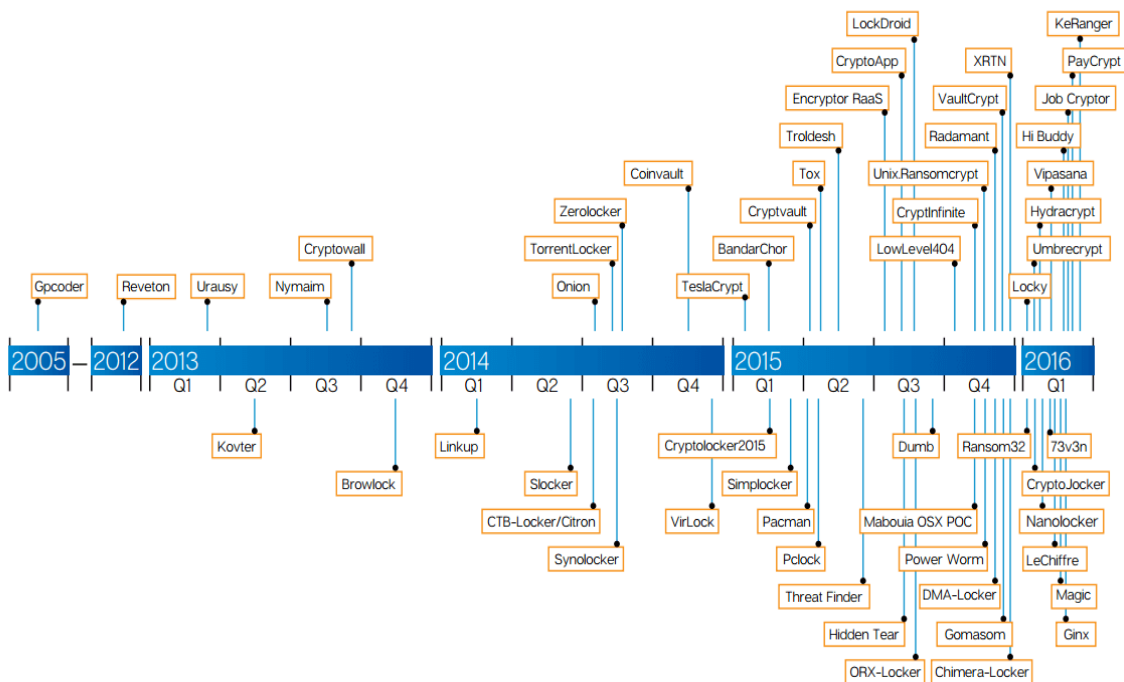 LockDroid
KeRanger
CryptoApp
XRTN
PayCrypt
Encryptor RaaS
VaultCrypt
Job Cryptor
Troldesh
Radamant
Hi Buddy
Coinvault
Tox
Unix.Ransomcrypt
Vipasana
Zerolocker
Cryptvault
CryptInfinite
Hydracrypt
Cryptowall
TorrentLocker
BandarChor
LowLevel404
Umbrecrypt
Gpcoder
Reveton
Urausy
Nymaim
Onion
TeslaCrypt
Locky
2005
2012
2013
2014
2015
2016
Q1
Q2
Q3
Q4
Q1
Q2
Q3
Q4
Q1
Q2
Q3
Q4
Q1
Kovter
Linkup
Cryptolocker2015
Dumb
Ransom32
73v3n
Browlock
Slocker
Simplocker
CryptoJocker
CTB-Locker/Citron
VirLock
Pacman
Mabouia OSX POC
Nanolocker
Synolocker
Pclock
Power Worm
LeChiffre
Threat Finder
DMA-Locker
Magic
Hidden Tear
Gomasom
Ginx
ORX-Locker
Chimera-Locker